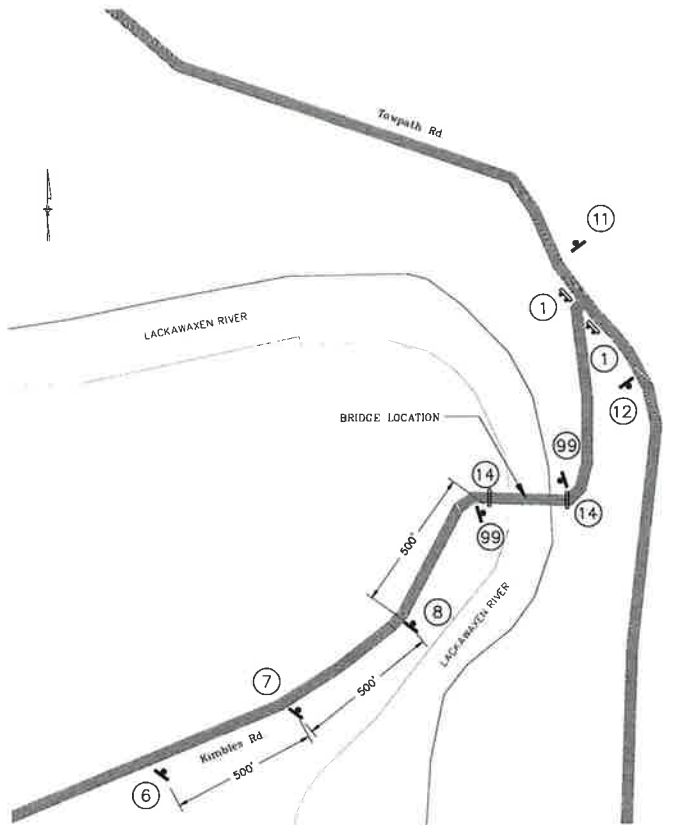 Towpath Rd
11
LACKAWAXEN RIVER
1
1
BRIDGE LOCATION
12
99
14
14
99
500'
8
LACKAWAXEN RIVER
7
500'
Kimbles Rd
500'
6